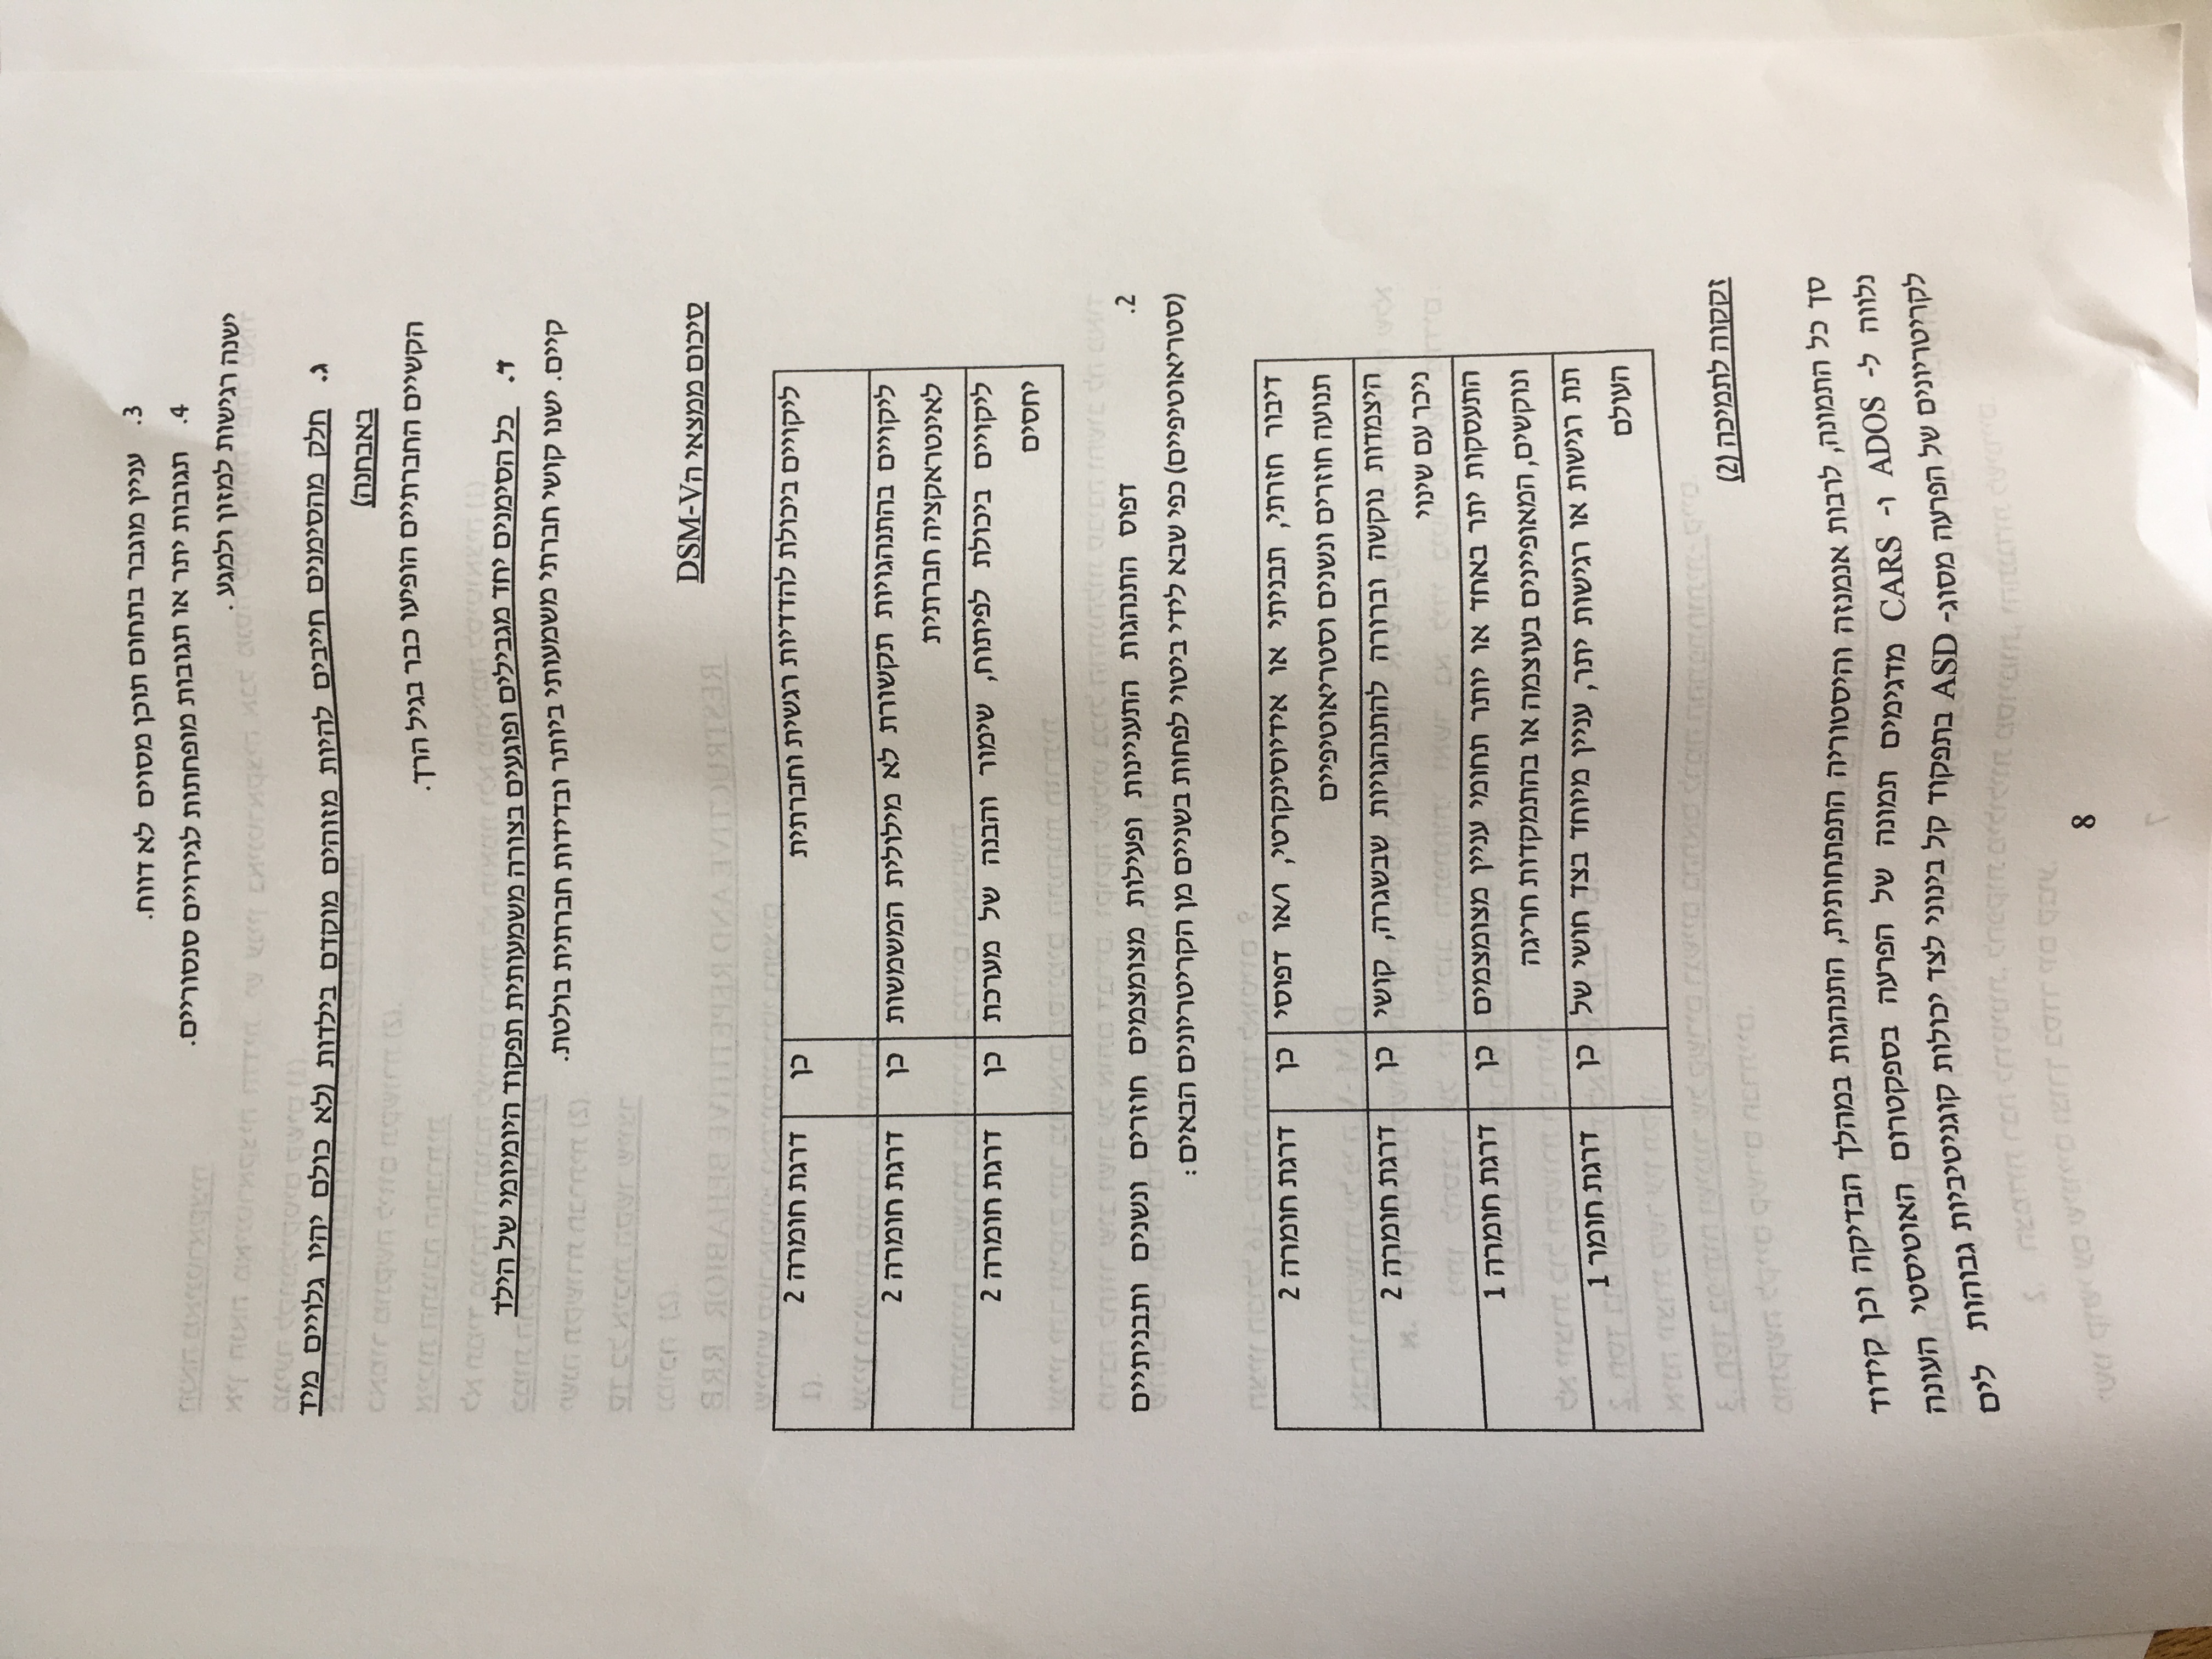 3. עניין מוגבר בתחום תוכן מסוים לא דווח.
4. תגובות יתר או תגובות מופחתות לגירויים סנסוריים.
ישנה רגישות למזון ולמגע .
ג. חלק מהסימנים חייבים להיות מזוהים מוקדם בילדות (לא כולם יהיו גלויים מיד
באבחנה)
הקשיים החברתיים הופיעו כבר בגיל הרך.
ד. כל הסימנים יחד מגבילים ופוגעים בצורה משמעותית תפקוד היומיומי של הילד
קיים. ישנו קושי חברתי משמעותי ביותר ובדידות חברתית בולטת.
סיכום ממצאי הDSM-V
ליקויים ביכולת להדדיות רגשית וחברתית כן דרגת חומרה 2
ליקויים בהתנהגויות תקשורת לא מילולית המשמשות כן דרגת חומרה 2
לאינטראקציה חברתית
ליקויים ביכולת לפיתוח, שימור והבנה של מערכת כן דרגת חומרה 2
יחסים
2. דפוס התנהגות התעניינות ופעילות מצומצמים חוזרים ונשנים ותבניתיים
(סטריאוטיפיים) כפי שבא לידי ביטוי לפחות בשניים מן הקריטריונים הבאים:
דיבור חזרתי, תבניתי או אידיוסינקרטי, ו/או דפוסי כן דרגת חומרה 2
תנועה חוזרים ונשנים וסטריאוטיפיים
היצמדות נוקשה וברורה להתנהגויות שבשגרה, קושי כן דרגת חומרה 2
ניכר עם שינוי
התעסקות יתר באחד או יותר תחומי עניין מצומצמים כן דרגת חומרה 1
ונוקשים, המאופיינים בעוצמה או בהתמקדות חריגה
תת רגישות או רגישות יתר, עניין מיוחד בצד חושי של כן דרגת חומר 1
העולם
זקקוה לתמיכה (2)
סך כל התמונה, לרבות אנמנזה והיסטוריה התפתחותית, התנהגות במהלך הבדיקה וכן קידוד
נלווה ל- ADOS ו- CARS מדגימים תמונה של הפרעה בספקטרום האוטיסטי העונה
לקריטריונים של הפרעה מסוג- ASD בתפקוד קל בינוני לצד יכולות קוגניטיביות גבוהות לים
8